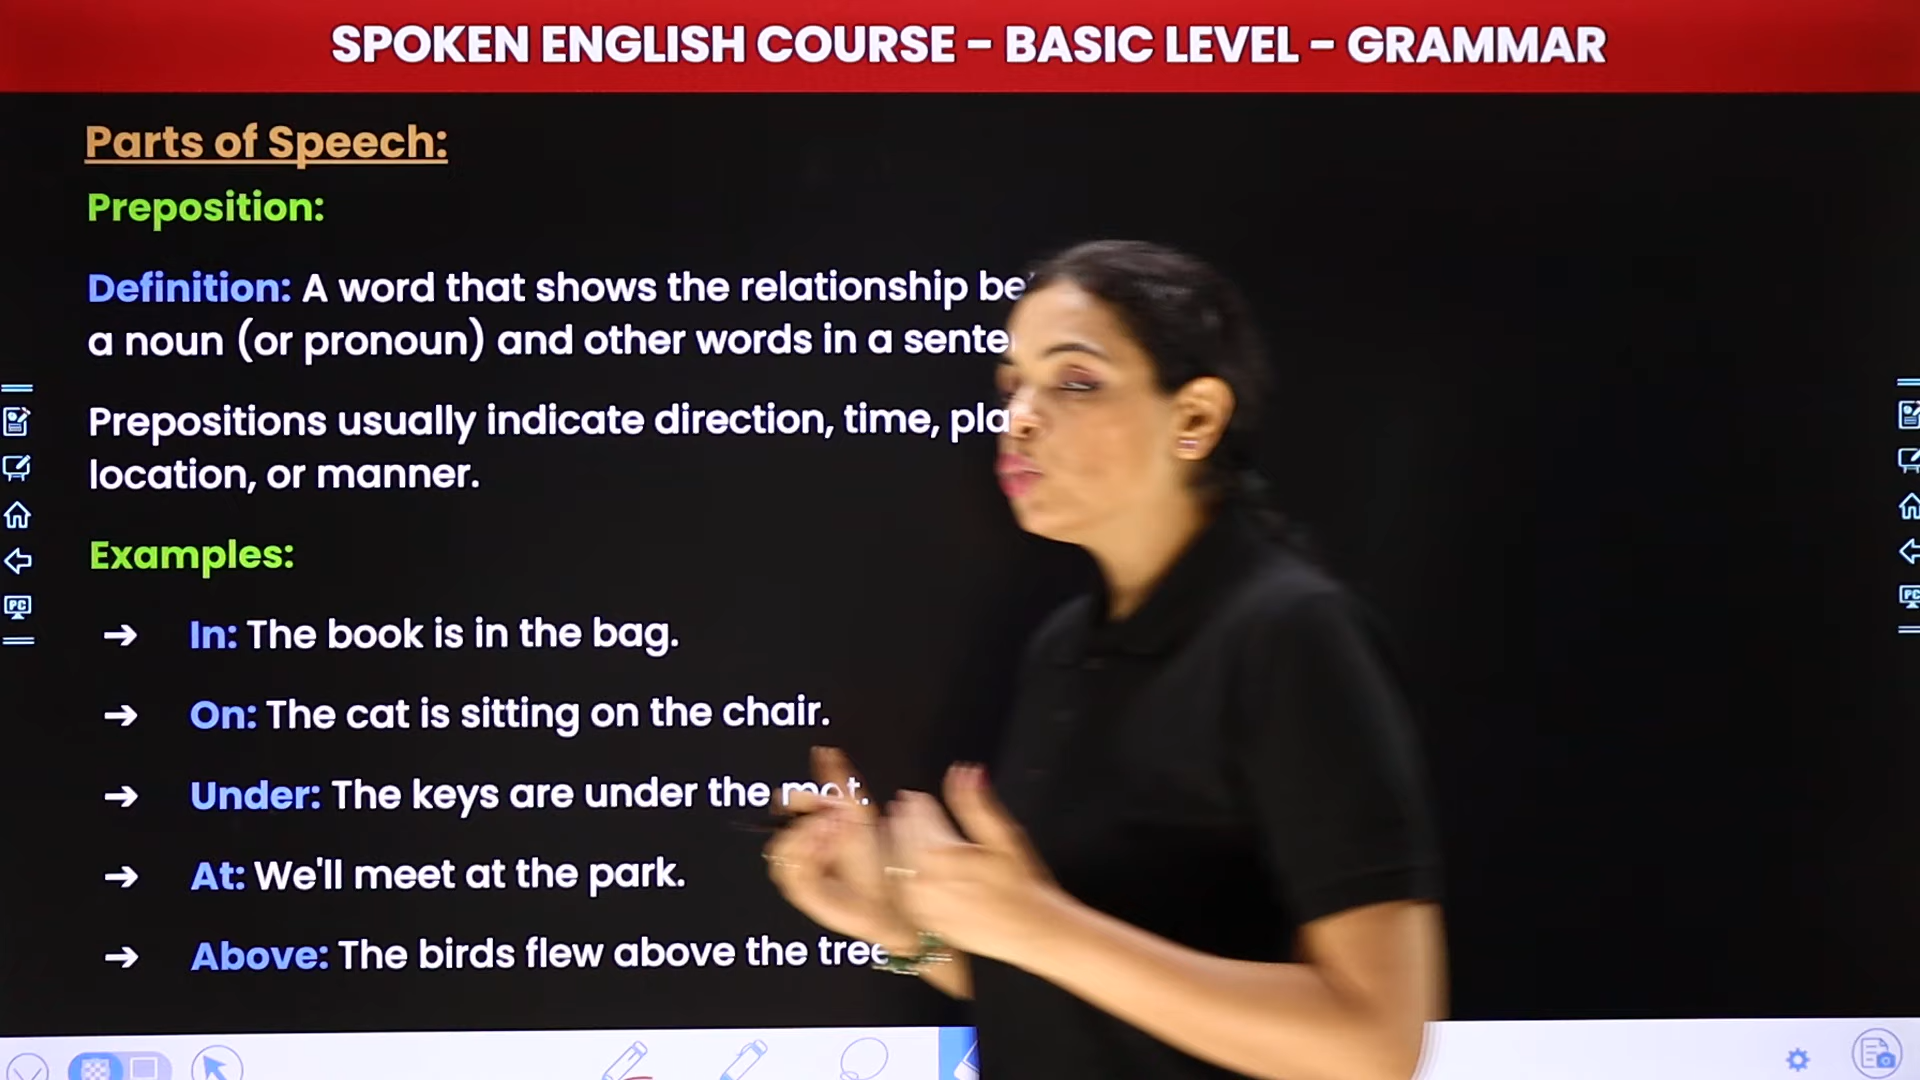 SPOKEN ENGLISH COURSE – BASIC LEVEL – GRAMMAR
Parts of Speech:
Preposition:
Definition: A word that shows the relationship
a noun (or pronoun) and other words in a
Prepositions usually indicate direction, time,
location, or manner.
Examples:
➔ In: The book is in the bag.
➔ On: The cat is sitting on the chair.
➔ Under: The keys are under the mat.
➔ At: We'll meet at the park.
➔ Above: The birds flew above the
PC
PC